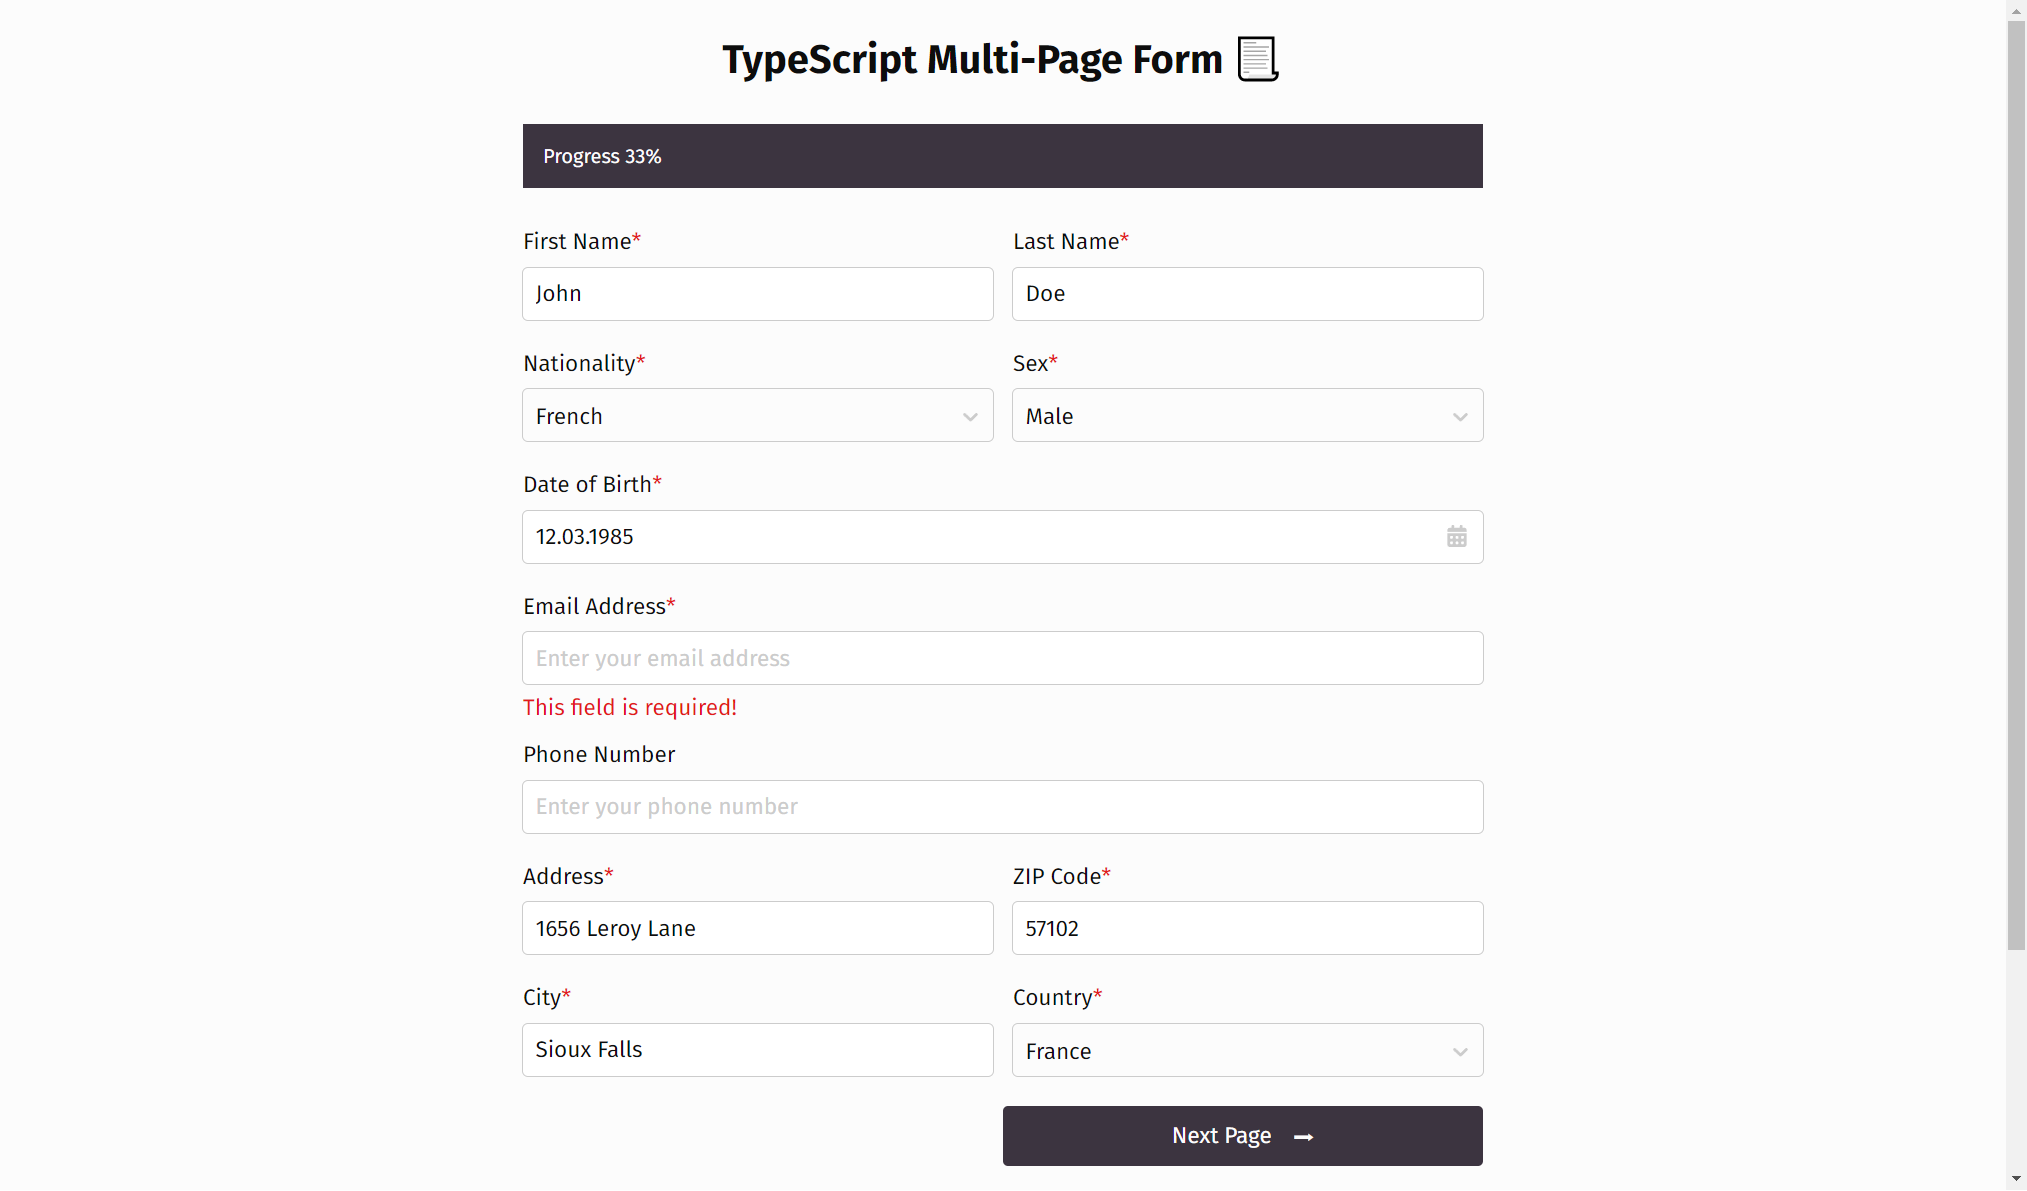 TypeScript Multi-Page Form
Progress 33%
First Name*
Last Name*
John
Doe
Nationality*
Sex*
French
Male
Date of Birth*
12.03.1985
Email Address*
Enter your email address
This field is required!
Phone Number
Enter your phone number
Address*
ZIP Code*
1656 Leroy Lane
57102
City*
Country*
Sioux Falls
France
Next Page